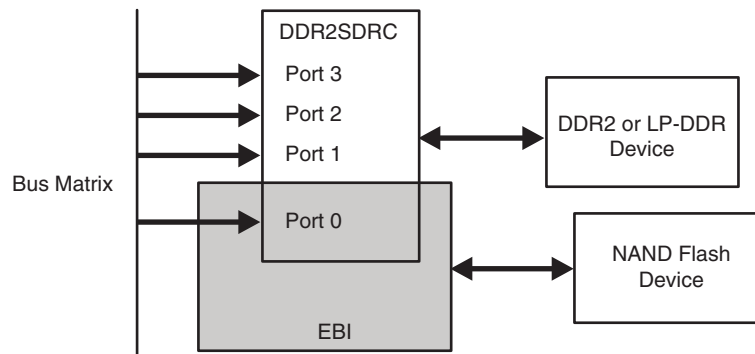 DDR2SDRC
Port 3
Port 2
Port 1
Port 0
Bus Matrix
DDR2 or LP-DDR
Device
NAND Flash
Device
EBI